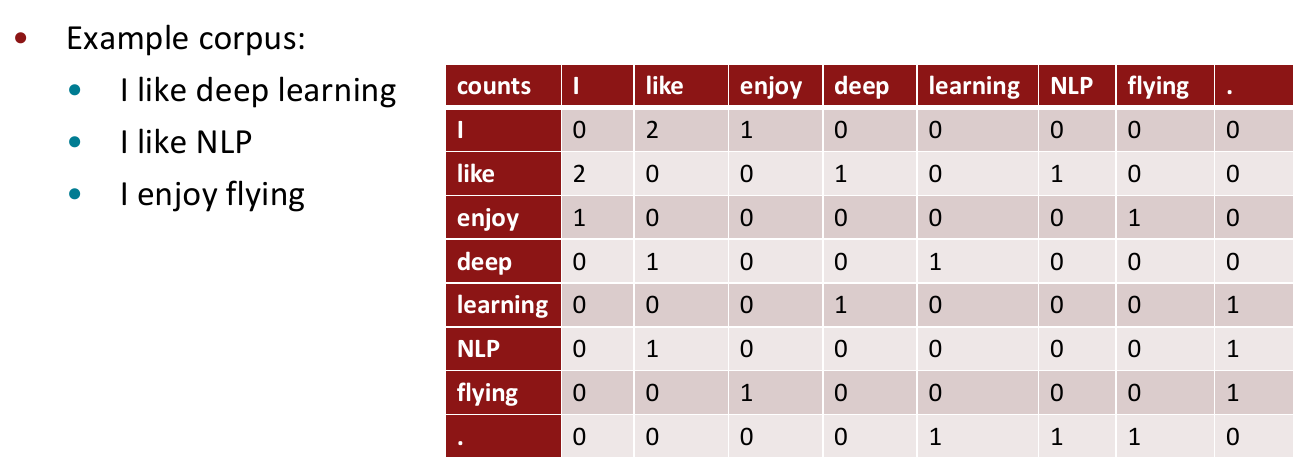 Example corpus:
I like deep learning
I like NLP
I enjoy flying
counts I like enjoy deep learning NLP flying .
I 0 2 1 0 0 0 0 0
like 2 0 0 1 0 1 0 0
enjoy 1 0 0 0 0 0 1 0
deep 0 1 0 0 1 0 0 0
learning 0 0 0 1 0 0 0 1
NLP 0 1 0 0 0 0 0 1
flying 0 0 1 0 0 0 0 1
. 0 0 0 0 1 1 1 0